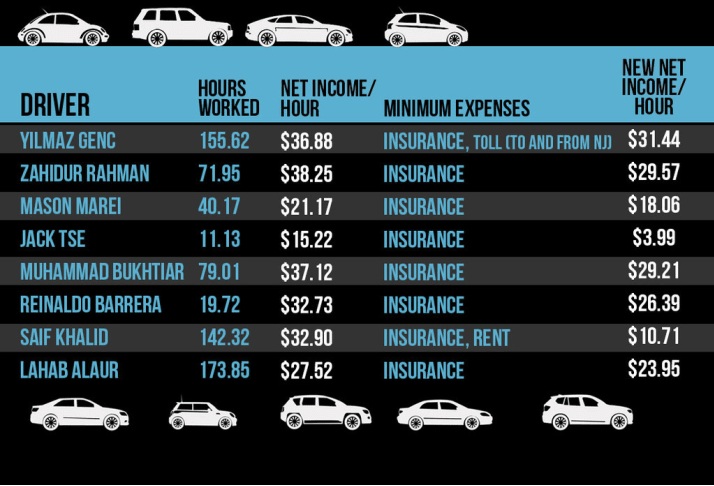 DRIVER HOURS WORKED NET INCOME/HOUR MINIMUM EXPENSES NEW NET INCOME/HOUR
YILMAZ GENC 155.62 $36.88 INSURANCE, TOLL (TO AND FROM NJ) $31.44
ZAHIDUR RAHMAN 71.95 $38.25 INSURANCE $29.57
MASON MAREI 40.17 $21.17 INSURANCE $18.06
JACK TSE 11.13 $15.22 INSURANCE $3.99
MUHAMMAD BUKHTIAR 79.01 $37.12 INSURANCE $29.21
REINALDO BARRERA 19.72 $32.73 INSURANCE $26.39
SAIF KHALID 142.32 $32.90 INSURANCE, RENT $10.71
LAHAB ALAUR 173.85 $27.52 INSURANCE $23.95